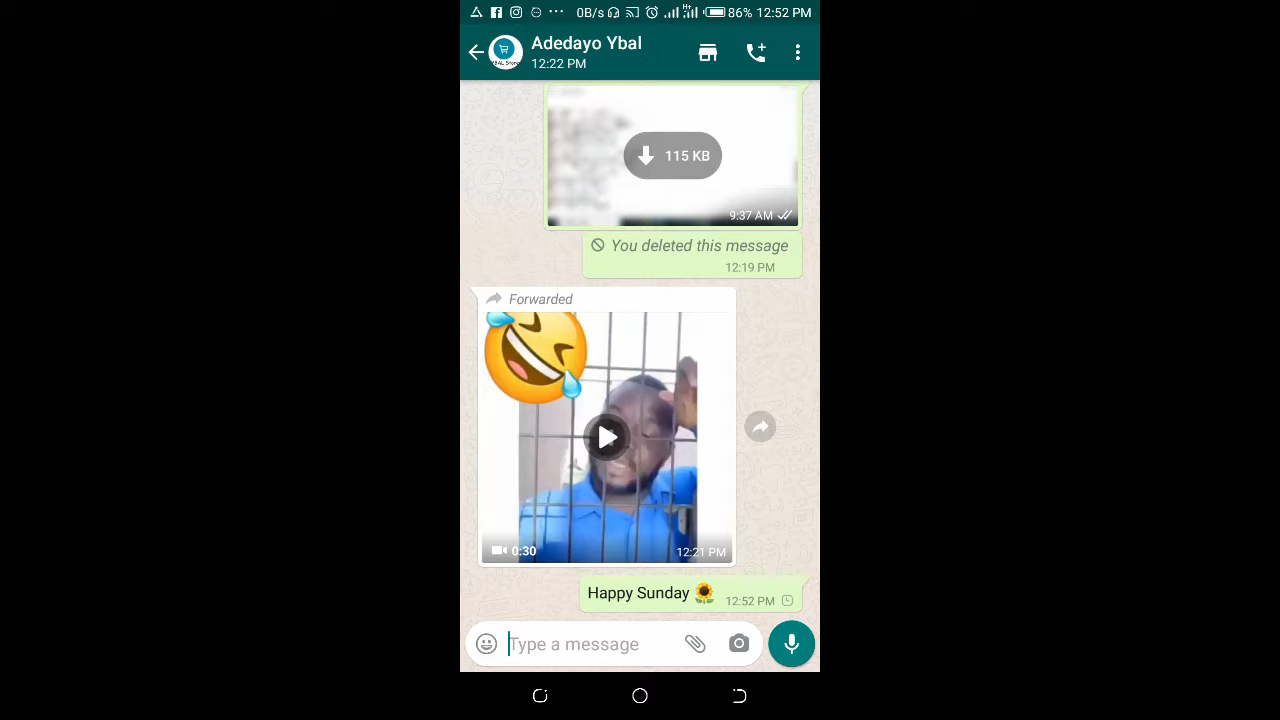 0B/s H+ 86% 12:52 PM
Adedayo Ybal
12:22 PM
115 KB
9:37 AM
You deleted this message
12:19 PM
Forwarded
0:30 12:21 PM
Happy Sunday 🌻 12:52 PM
Type a message